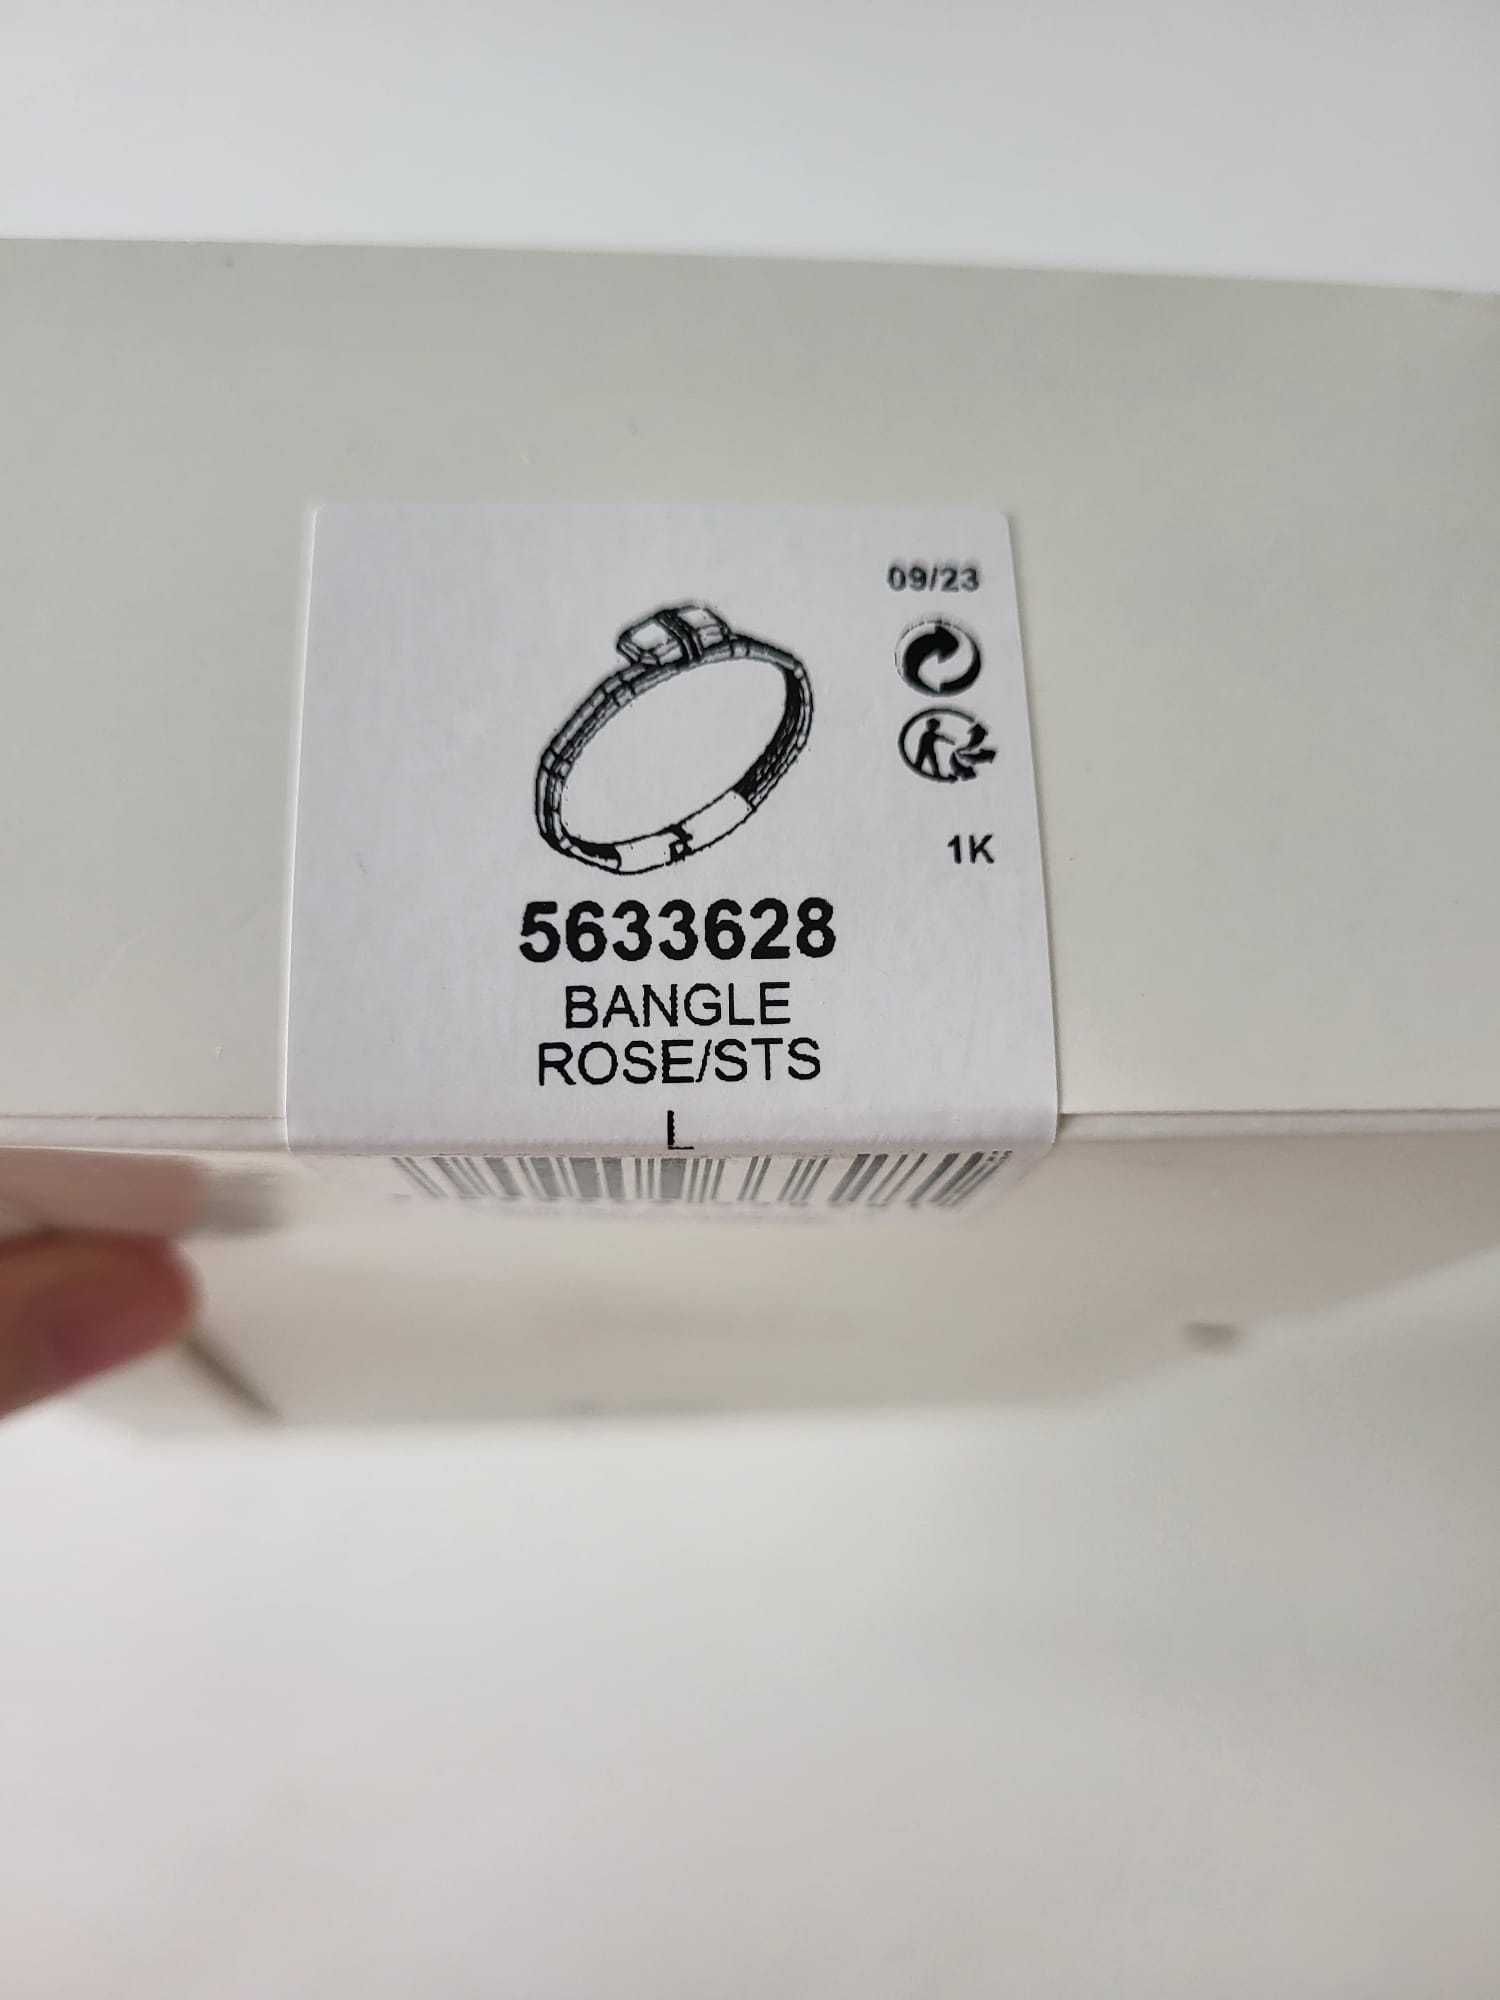 09/23
1K
5633628
BANGLE
ROSE/STS
L